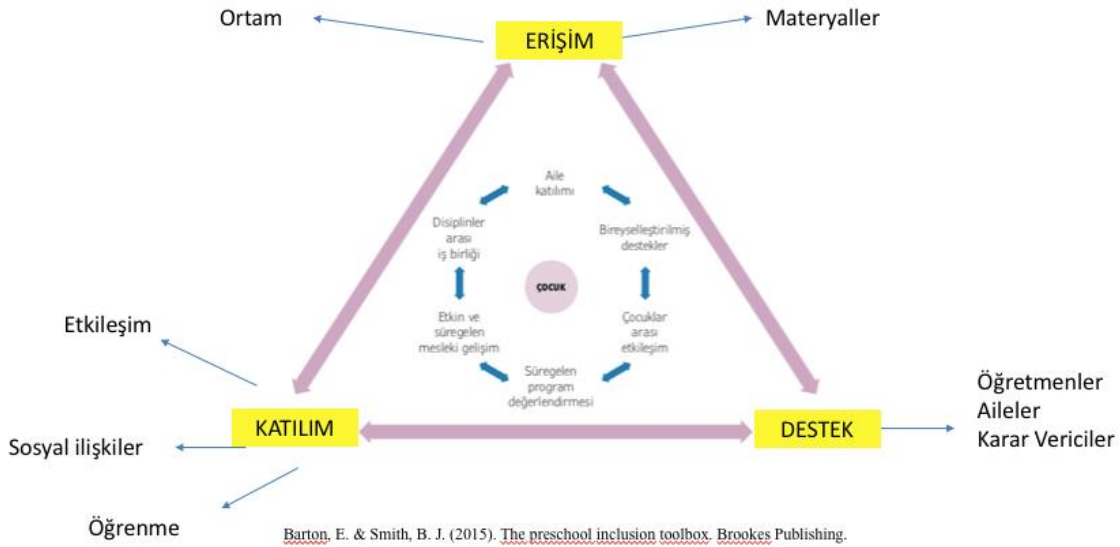 Ortam
Materyaller
ERİŞİM
Aile
katılımı
Disiplinler
arası
iş birliği
Bireyselleştirilmiş
destekler
ÇOCUK
Etkin ve
süregelen
mesleki gelişim
Çocuklar
arası
etkileşim
Süregelen
program
değerlendirmesi
Etkileşim
KATILIM
Sosyal ilişkiler
Öğrenme
DESTEK
Öğretmenler
Aileler
Karar Vericiler
Barton, E. & Smith, B. J. (2015). The preschool inclusion toolbox. Brookes Publishing.